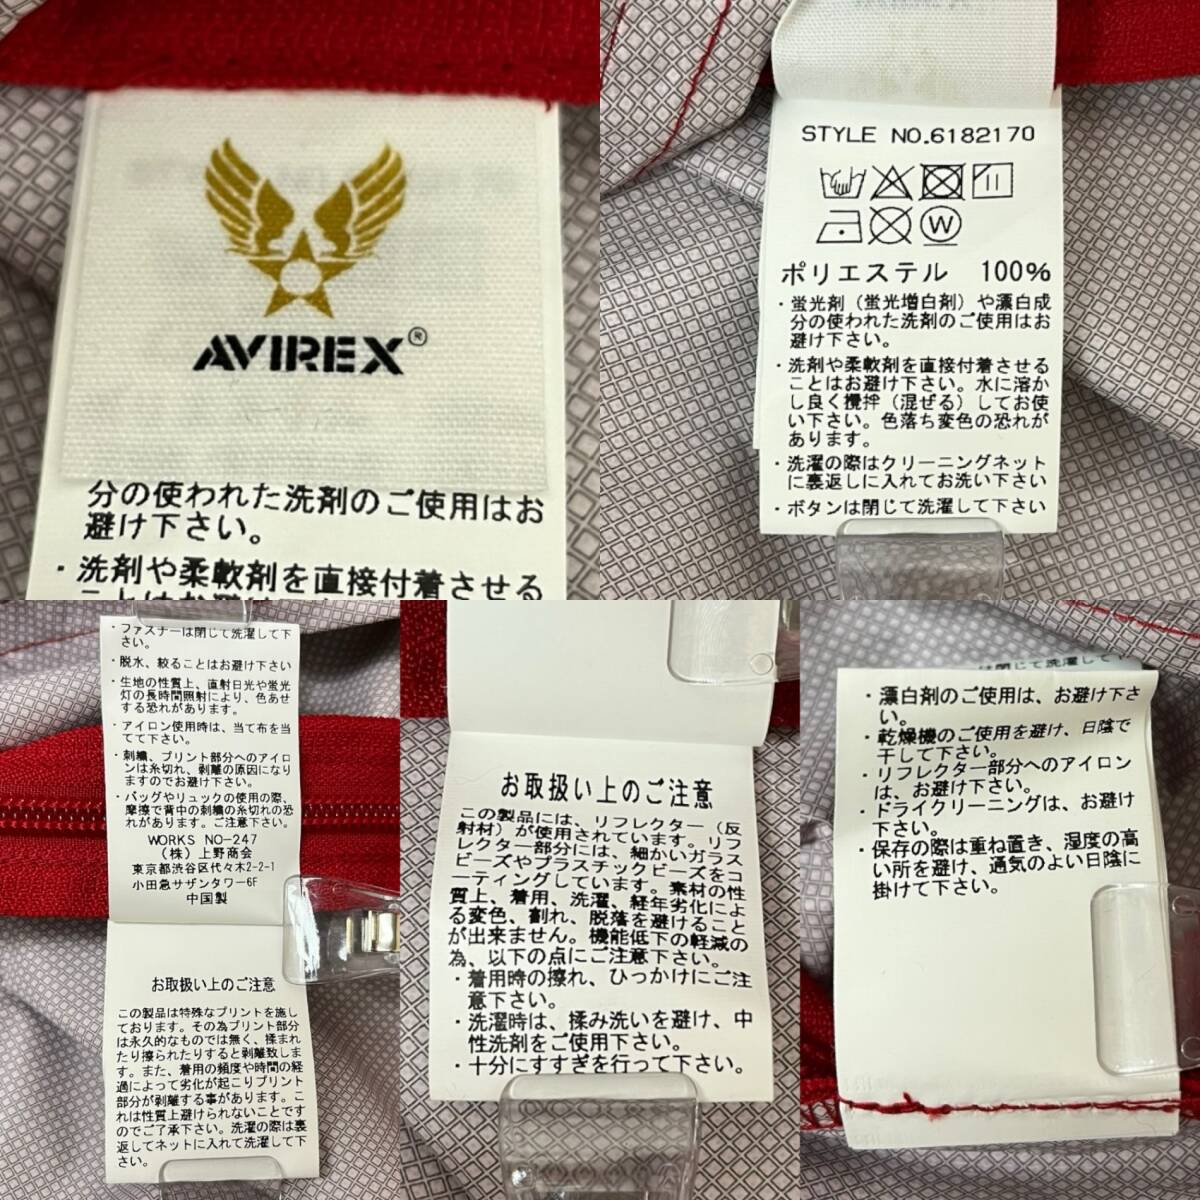 AVIREX®
分の使われた洗剤のご使用はお
避け下さい。
・洗剤や柔軟剤を直接付着させる
STYLE NO.6182170
W
ポリエステル 100%
・蛍光剤(蛍光増白剤)や漂白成
分の使われた洗剤のご使用はお
避け下さい。
・洗剤や柔軟剤を直接付着させる
ことはお避け下さい。水に溶かし
し良く攪拌(混ぜる)してお使
い下さい。色落ち変色の恐れが
あります。
・洗濯の際はクリーニングネット
に裏返しに入れてお洗い下さい
・ボタンは閉じて洗濯して下さい
・ファスナーは閉じて洗濯して下
さい。
・脱水、絞ることはお避け下さい
・生地の性質上、直射日光や蛍光
灯の長時間照射により、色あせ
する恐れがあります。
・アイロン使用時は、当て布を当
てて下さい。
・刺繍、プリント部分へのアイロ
ンは糸切れ、剥離の原因になり
ますのでお避け下さい。
・バッグやリュックの使用の際、
摩擦で背中の刺繍の糸切れの恐
れがあります。ご注意下さい。
WORKS NO-247
(株)上野商会
東京都渋谷区代々木2-2-1
小田急サザンタワー6F
中国製
お取扱い上のご注意
この製品は特殊なプリントを施し
ております。その為プリント部分
は永久的なものでは無く、揉まれ
たり擦られたりすると剥離致しま
す。また、着用の頻度や時間の経
過によって劣化が起こりプリント
部分が剥離する事があります。こ
れは性質上避けられないことです
のでご了承下さい。洗濯の際は裏
返してネットに入れて洗濯して下
さい。
お取扱い上のご注意
この製品には、リフレクター(反
射材)が使用されています。リフ
レクター部分には、細かいガラス
ビーズやプラスチックビーズをコ
ーティングしています。素材の性
質上、着用、洗濯、経年劣化によ
る変色、割れ、脱落を避けること
が出来ません。機能低下の軽減の
為、以下の点にご注意下さい。
・着用時の擦れ、ひっかけにご注
意下さい。
・洗濯時は、揉み洗いを避け、中
性洗剤をご使用下さい。
・十分にすすぎを行って下さい。
・漂白剤のご使用は、お避け下さ
い。
・乾燥機のご使用を避け、日陰で
干して下さい。
・リフレクター部分へのアイロン
は、お避け下さい。
・ドライクリーニングは、お避け
下さい。
・保存の際は重ね置き、湿度の高
い所を避け、通気のよい日陰に
掛けて下さい。